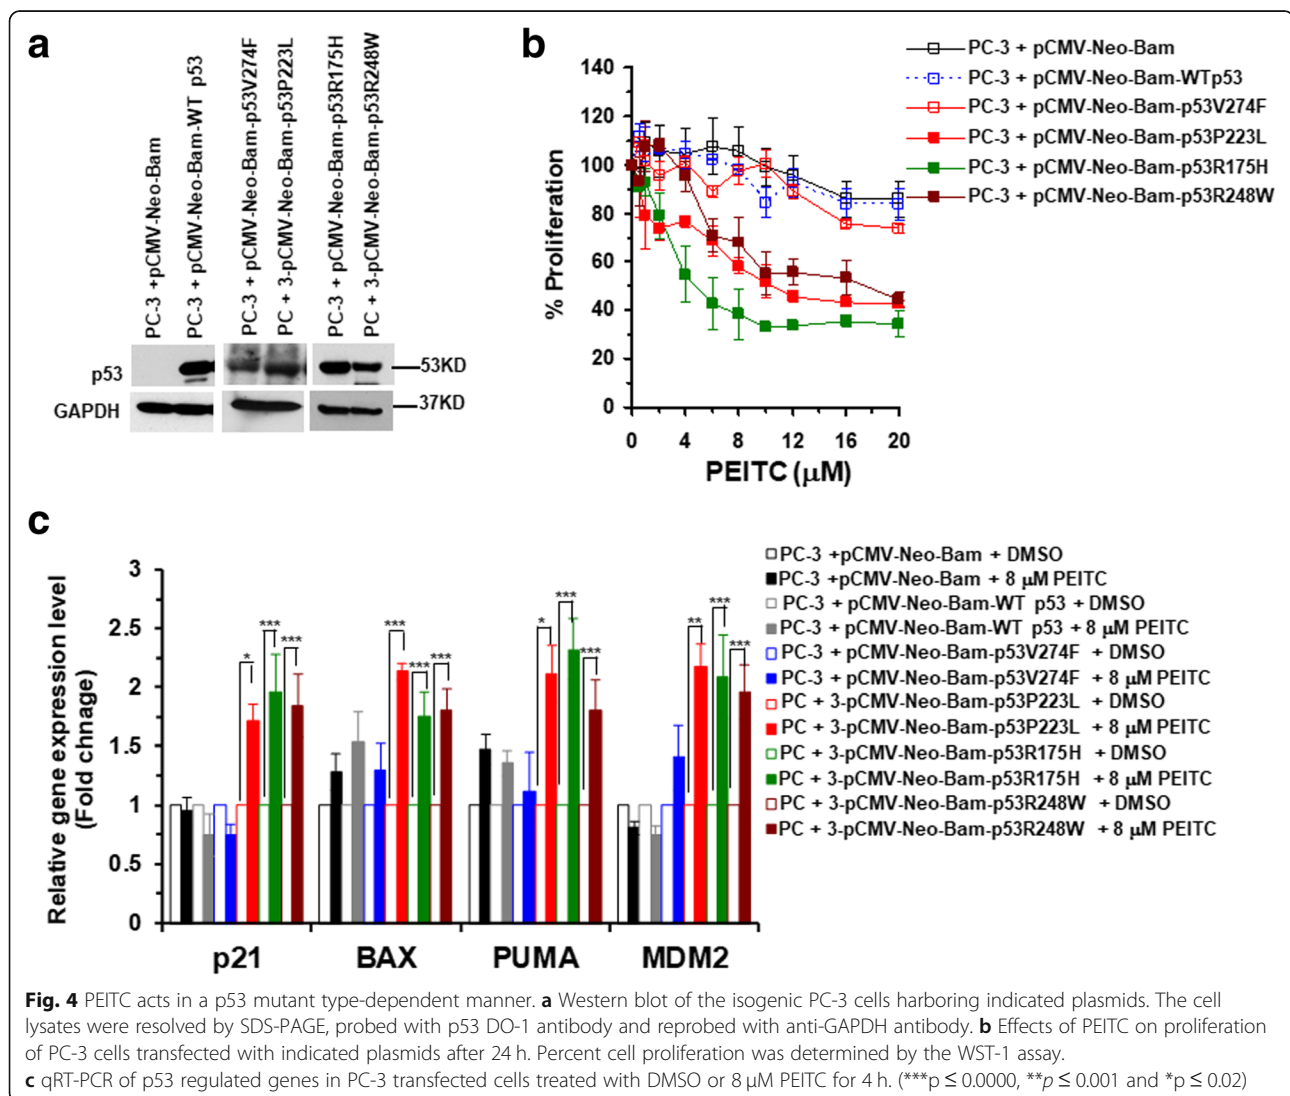 a
PC-3 +pCMV-Neo-Bam
PC-3 + pCMV-Neo-Bam-WT p53
PC-3 + pCMV-Neo-Bam-p53V274F
PC + 3-pCMV-Neo-Bam-p53P223L
PC-3 + pCMV-Neo-Bam-p53R175H
PC + 3-pCMV-Neo-Bam-p53R248W
p53
53KD
GAPDH
37KD
b
PC-3 + pCMV-Neo-Bam
PC-3 + pCMV-Neo-Bam-WTp53
PC-3 + pCMV-Neo-Bam-p53V274F
PC-3 + pCMV-Neo-Bam-p53P223L
PC-3 + pCMV-Neo-Bam-p53R175H
PC-3 + pCMV-Neo-Bam-p53R248W
% Proliferation
140
120
100
80
60
40
20
0
0 4 8 12 16 20
PEITC (µM)
c
Relative gene expression level
(Fold chnage)
3
2.5
2
1.5
1
0.5
0
* *** ***
*** *** ***
* *** ***
** *** ***
p21 BAX PUMA MDM2
PC-3 +pCMV-Neo-Bam + DMSO
PC-3 +pCMV-Neo-Bam + 8 µM PEITC
PC-3 + pCMV-Neo-Bam-WT p53 + DMSO
PC-3 + pCMV-Neo-Bam-WT p53 + 8 µM PEITC
PC-3 + pCMV-Neo-Bam-p53V274F + DMSO
PC-3 + pCMV-Neo-Bam-p53V274F + 8 µM PEITC
PC + 3-pCMV-Neo-Bam-p53P223L + DMSO
PC + 3-pCMV-Neo-Bam-p53P223L + 8 µM PEITC
PC + 3-pCMV-Neo-Bam-p53R175H + DMSO
PC + 3-pCMV-Neo-Bam-p53R175H + 8 µM PEITC
PC + 3-pCMV-Neo-Bam-p53R248W + DMSO
PC + 3-pCMV-Neo-Bam-p53R248W + 8 µM PEITC
Fig. 4 PEITC acts in a p53 mutant type-dependent manner. a Western blot of the isogenic PC-3 cells harboring indicated plasmids. The cell
lysates were resolved by SDS-PAGE, probed with p53 DO-1 antibody and reprobed with anti-GAPDH antibody. b Effects of PEITC on proliferation
of PC-3 cells transfected with indicated plasmids after 24 h. Percent cell proliferation was determined by the WST-1 assay.
c qRT-PCR of p53 regulated genes in PC-3 transfected cells treated with DMSO or 8 µM PEITC for 4 h. (***p ≤ 0.0000, **p ≤ 0.001 and *p ≤ 0.02)